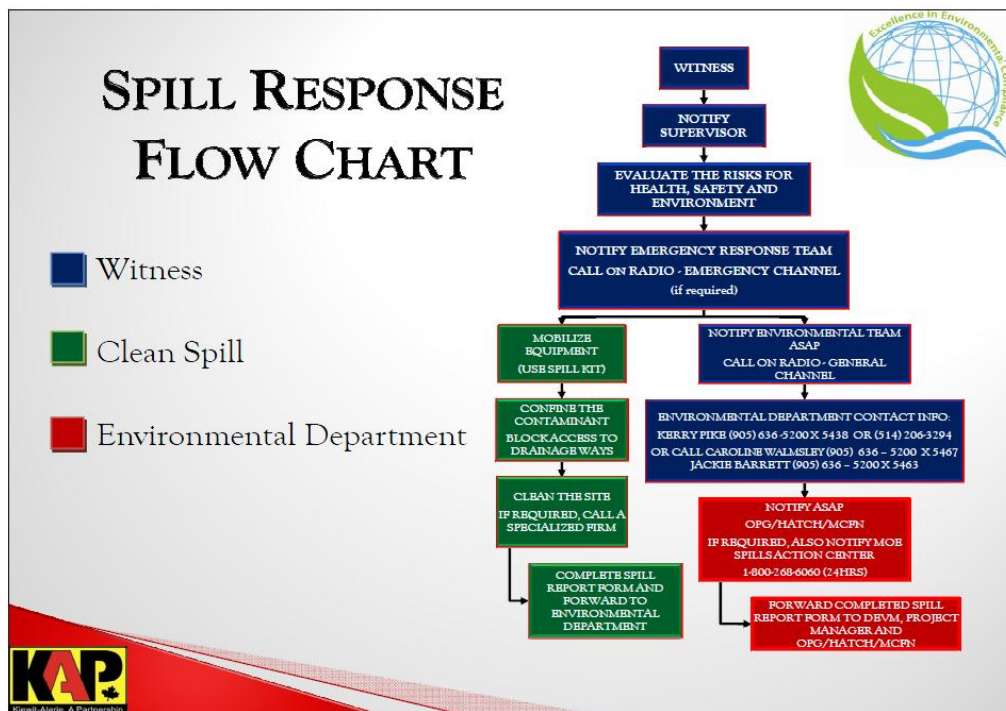 SPILL RESPONSE
FLOW CHART
Witness
Clean Spill
Environmental Department
Excellence in Environmental Compliance
WITNESS
NOTIFY
SUPERVISOR
EVALUATE THE RISKS FOR
HEALTH, SAFETY AND
ENVIRONMENT
NOTIFY EMERGENCY RESPONSE TEAM
CALL ON RADIO - EMERGENCY CHANNEL
(if required)
MOBILIZE
EQUIPMENT
(USE SPILL KIT)
CONFINE THE
CONTAMINANT
BLOCK ACCESS TO
DRAINAGE WAYS
CLEAN THE SITE
IF REQUIRED, CALL A
SPECIALIZED FIRM
COMPLETE SPILL
REPORT FORM AND
FORWARD TO
ENVIRONMENTAL
DEPARTMENT
NOTIFY ENVIRONMENTAL TEAM
ASAP
CALL ON RADIO - GENERAL
CHANNEL
ENVIRONMENTAL DEPARTMENT CONTACT INFO:
KERRY PIKE (905) 636-5200 X 5438 OR (514) 206-3294
OR CALL CAROLINE WALMSLEY (905) 636 – 5200 X 5467
JACKIE BARRETT (905) 636 – 5200 X 5463
NOTIFY ASAP
OPG/HATCH/MCFN
IF REQUIRED, ALSO NOTIFY MOE
SPILLS ACTION CENTER
1-800-268-6060 (24HRS)
FORWARD COMPLETED SPILL
REPORT FORM TO DEVM, PROJECT
MANAGER AND
OPG/HATCH/MCFN
KAP
Kiewit-Alarie, A Partnership